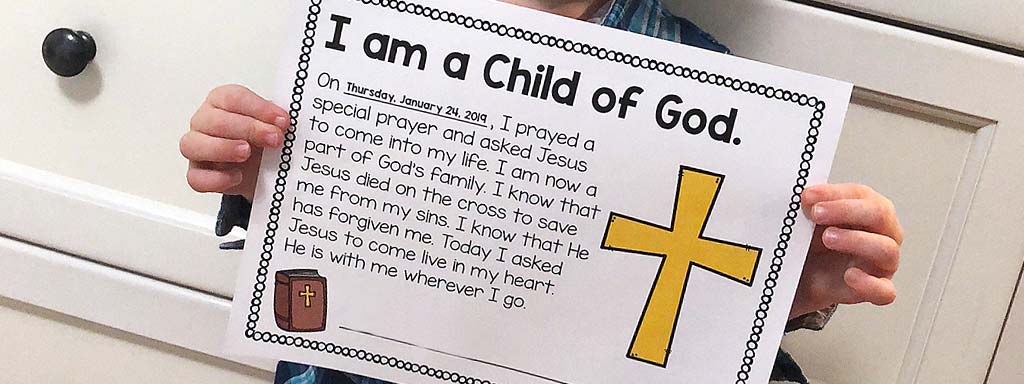 I am a Child of God.
On Thursday, January 24, 2019, I prayed a
special prayer and asked Jesus
to come into my life. I am now a
part of God's family. I know that
Jesus died on the cross to save
me from my sins. I know that He
has forgiven me. Today I asked
Jesus to come live in my heart.
He is with me wherever I go.